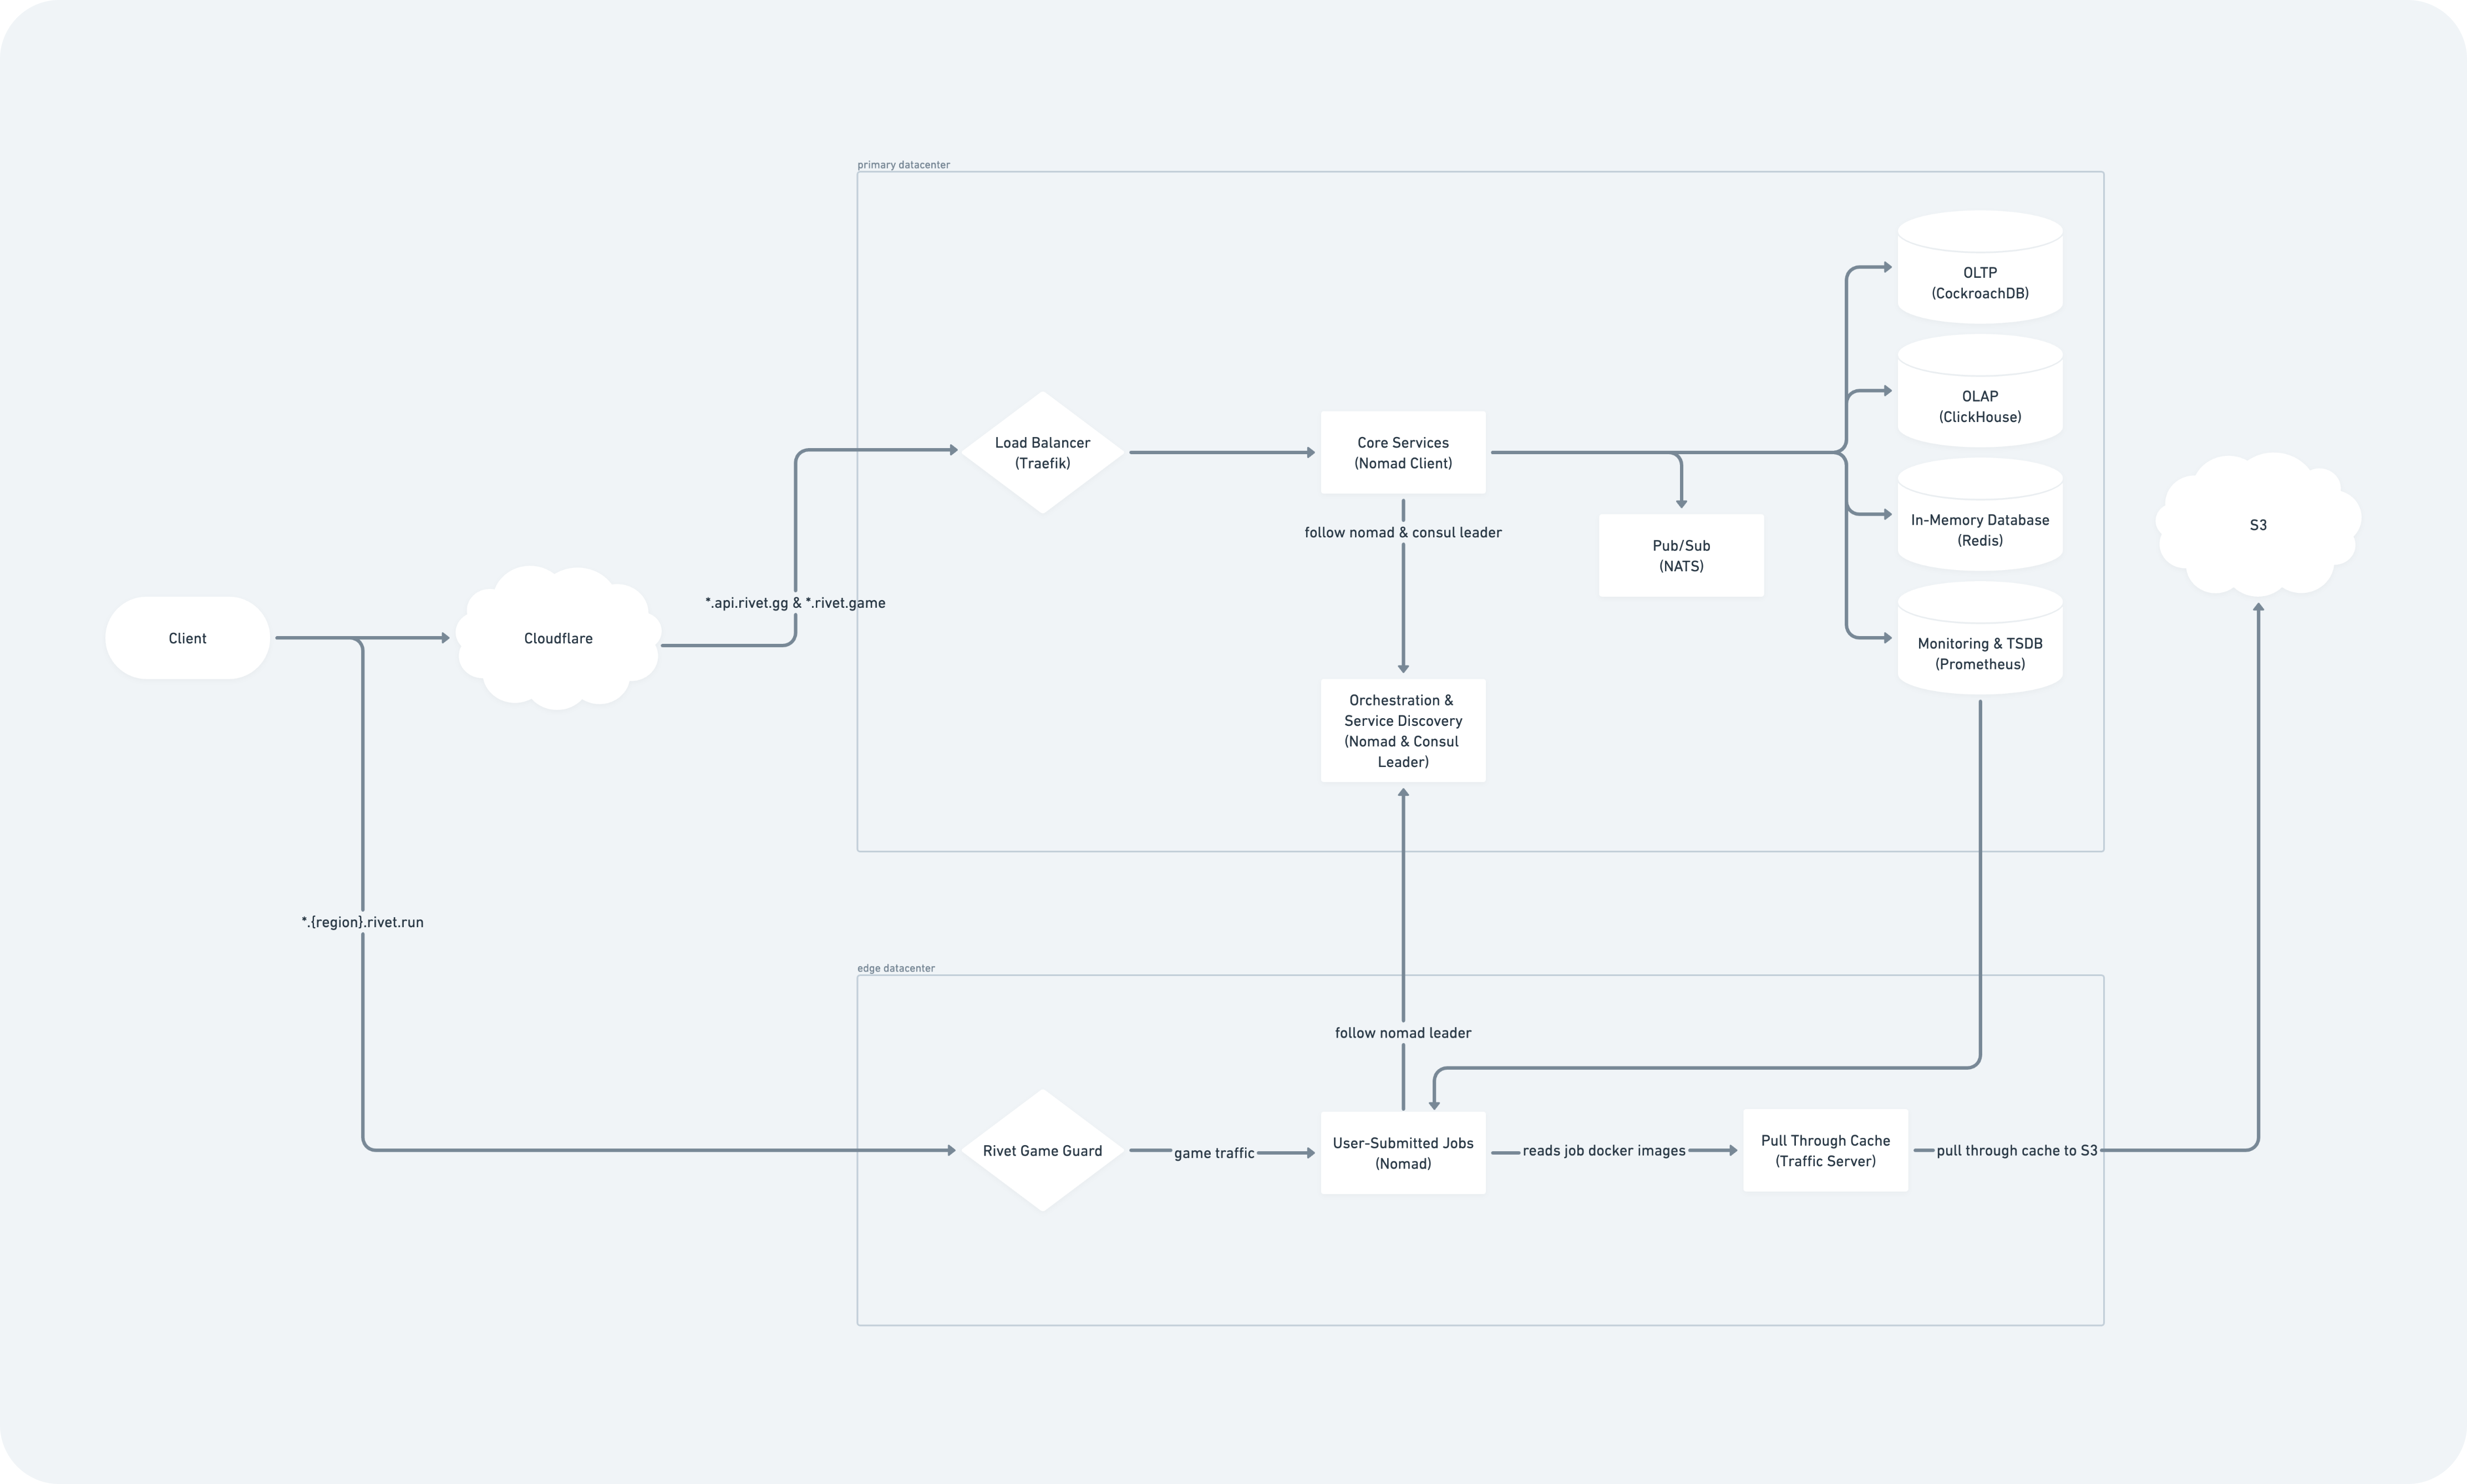 primary datacenter
OLTP
(CockroachDB)
OLAP
(ClickHouse)
Load Balancer
(Traefik)
Core Services
(Nomad Client)
In-Memory Database
(Redis)
S3
follow nomad & consul leader
Pub/Sub
(NATS)
*.api.rivet.gg & *.rivet.game
Client
Cloudflare
Monitoring & TSDB
(Prometheus)
Orchestration &
Service Discovery
(Nomad & Consul
Leader)
*.{region}.rivet.run
edge datacenter
follow nomad leader
Rivet Game Guard
game traffic
User-Submitted Jobs
(Nomad)
reads job docker images
Pull Through Cache
(Traffic Server)
pull through cache to S3